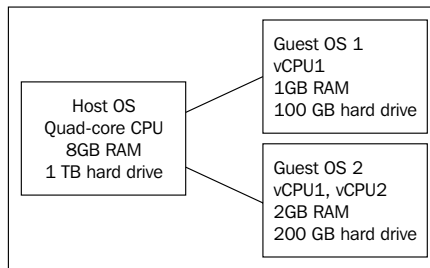 Host OS
Quad-core CPU
8GB RAM
1 TB hard drive
Guest OS 1
vCPU1
1GB RAM
100 GB hard drive
Guest OS 2
vCPU1, vCPU2
2GB RAM
200 GB hard drive